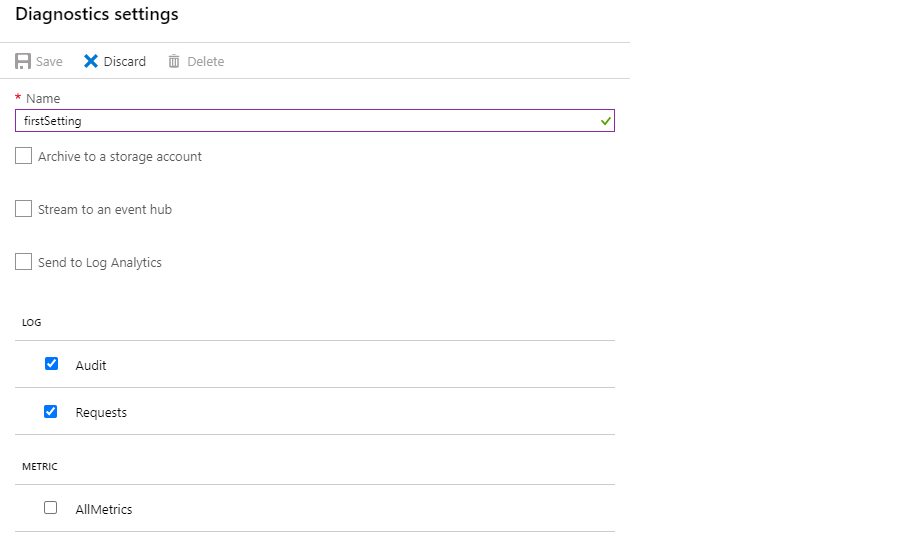 Diagnostics settings
Save Discard Delete
* Name
firstSetting
Archive to a storage account
Stream to an event hub
Send to Log Analytics
LOG
Audit
Requests
METRIC
AllMetrics